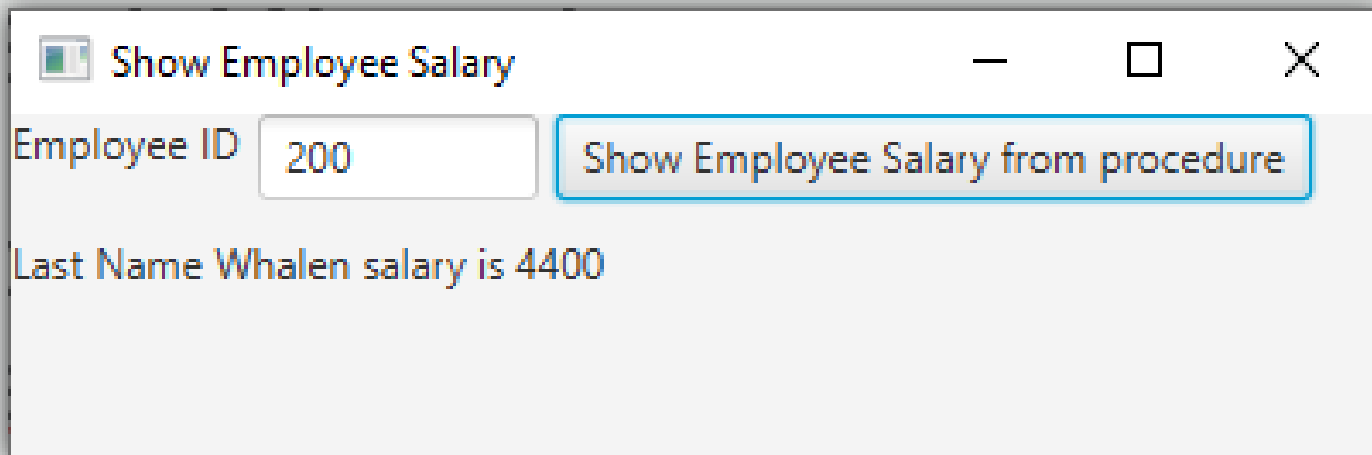 Show Employee Salary
Employee ID 200 Show Employee Salary from procedure
Last Name Whalen salary is 4400